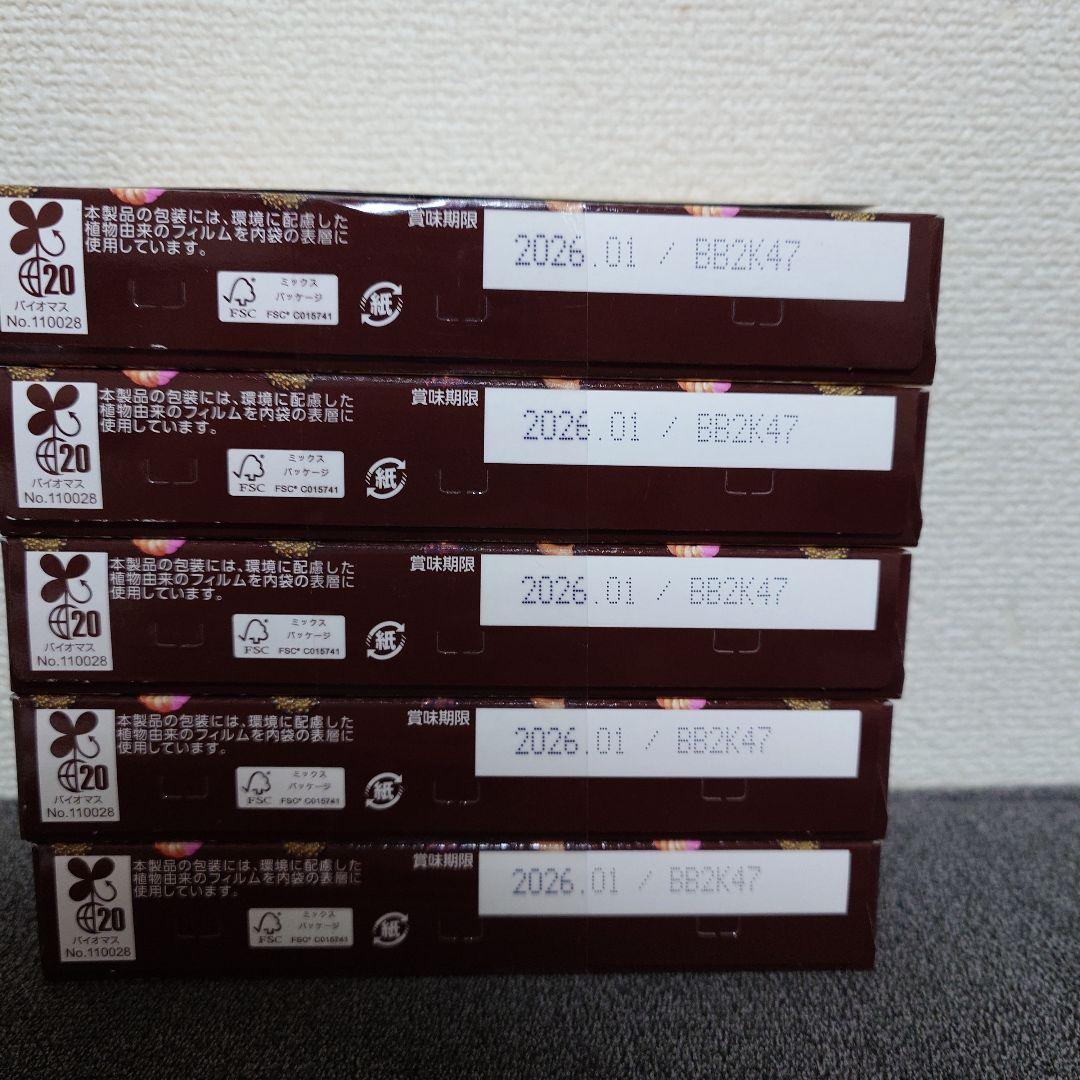 本製品の包装には、環境に配慮した
植物由来のフィルムを内袋の表層に
使用しています。
賞味期限
2026.01 / BB2K47
20
バイオマス
No.110028
FSC
ミックス
パッケージ
FSC® C015741
紙
本製品の包装には、環境に配慮した
植物由来のフィルムを内袋の表層に
使用しています。
賞味期限
2026.01 / BB2K47
20
バイオマス
No.110028
FSC
ミックス
パッケージ
FSC® C015741
紙
本製品の包装には、環境に配慮した
植物由来のフィルムを内袋の表層に
使用しています。
賞味期限
2026.01 / BB2K47
20
バイオマス
No.110028
FSC
ミックス
パッケージ
FSC® C015741
紙
本製品の包装には、環境に配慮した
植物由来のフィルムを内袋の表層に
使用しています。
賞味期限
2026.01 / BB2K47
20
バイオマス
No.110028
FSC
ミックス
パッケージ
FSC® C015741
紙
本製品の包装には、環境に配慮した
植物由来のフィルムを内袋の表層に
使用しています。
賞味期限
2026.01 / BB2K47
20
バイオマス
No.110028
FSC
ミックス
パッケージ
FSC® C015741
紙